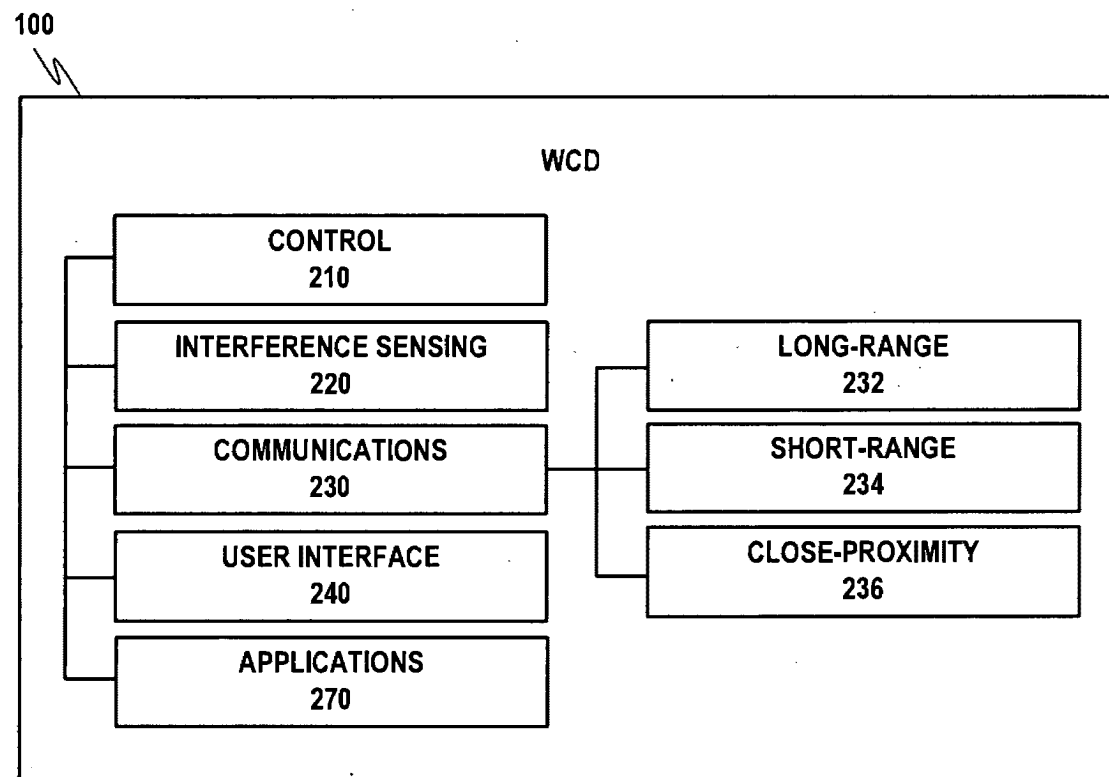 100
WCD
CONTROL
210
INTERFERENCE SENSING
220
COMMUNICATIONS
230
USER INTERFACE
240
APPLICATIONS
270
LONG-RANGE
232
SHORT-RANGE
234
CLOSE-PROXIMITY
236